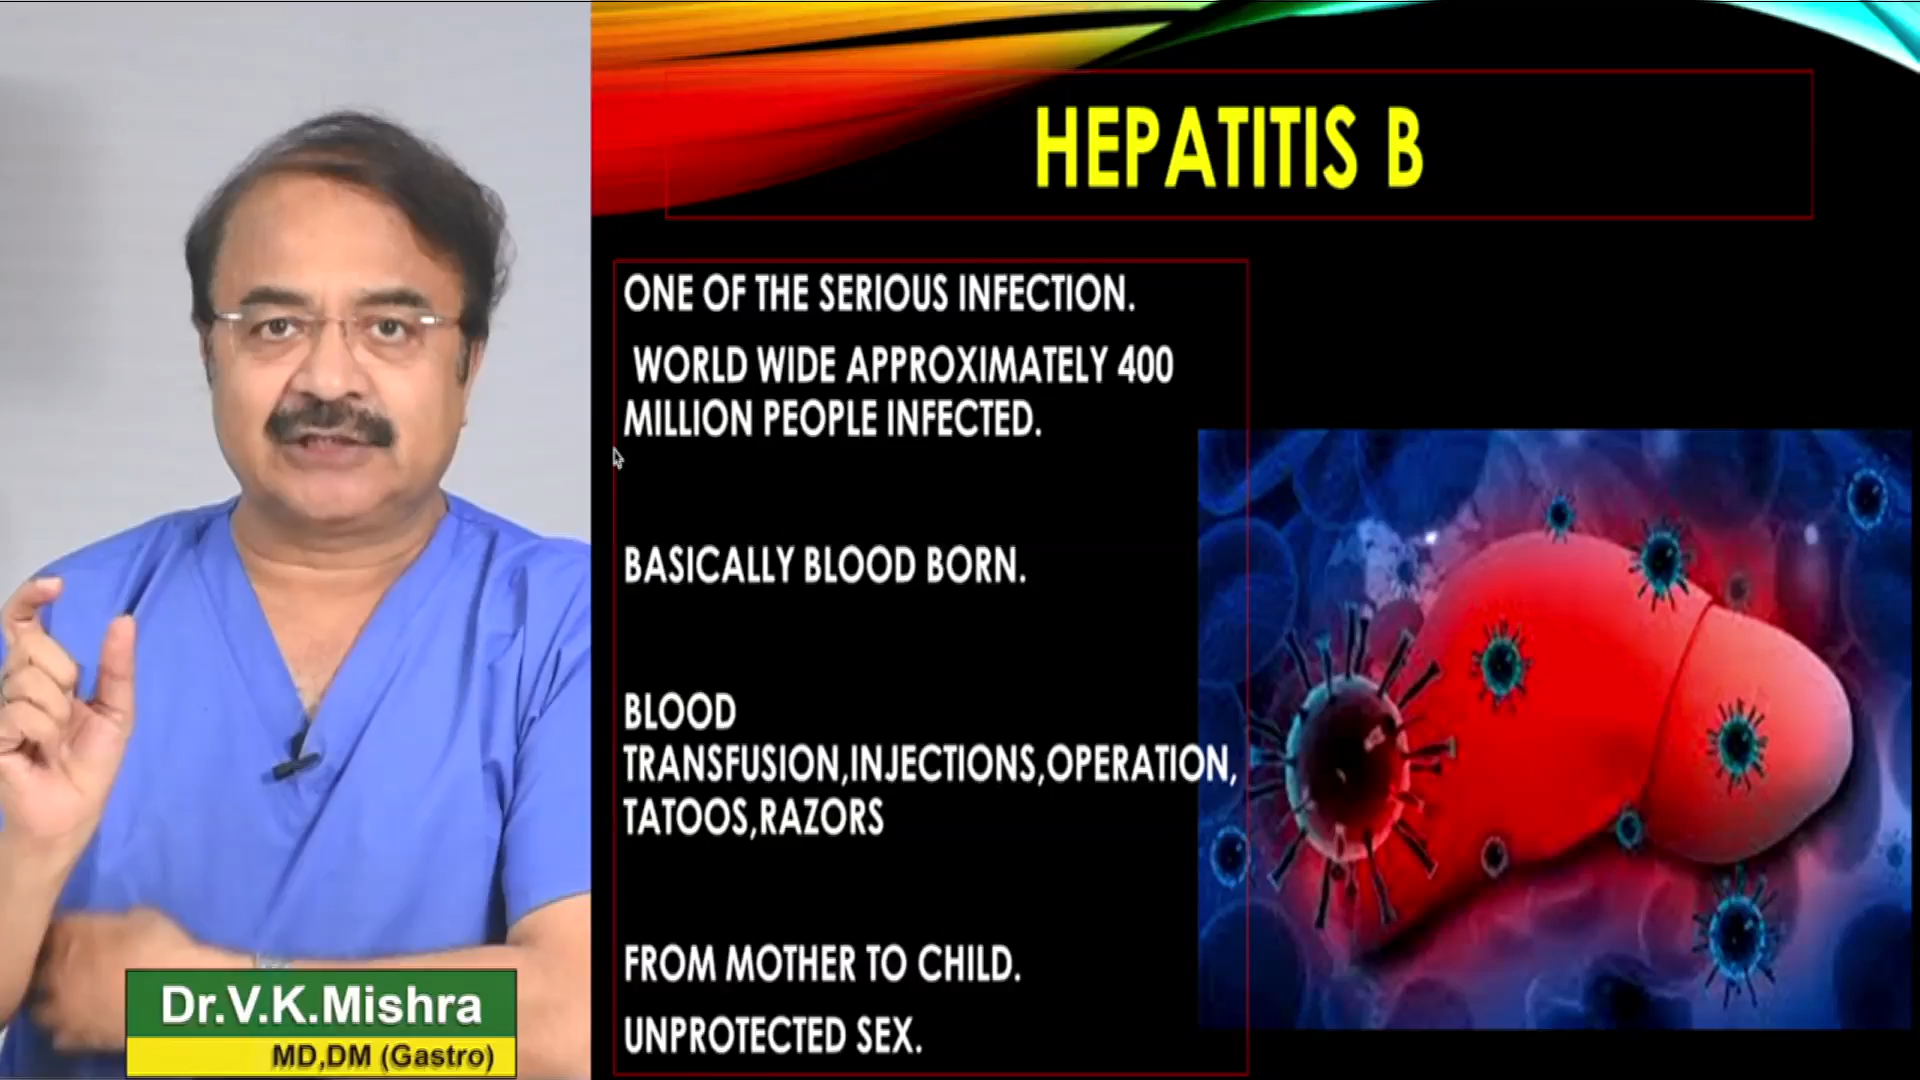 HEPATITIS B
ONE OF THE SERIOUS INFECTION.
WORLD WIDE APPROXIMATELY 400
MILLION PEOPLE INFECTED.
BASICALLY BLOOD BORN.
BLOOD
TRANSFUSION,INJECTIONS,OPERATION,
TATOOS,RAZORS
FROM MOTHER TO CHILD.
UNPROTECTED SEX.
Dr.V.K.Mishra
MD,DM (Gastro)